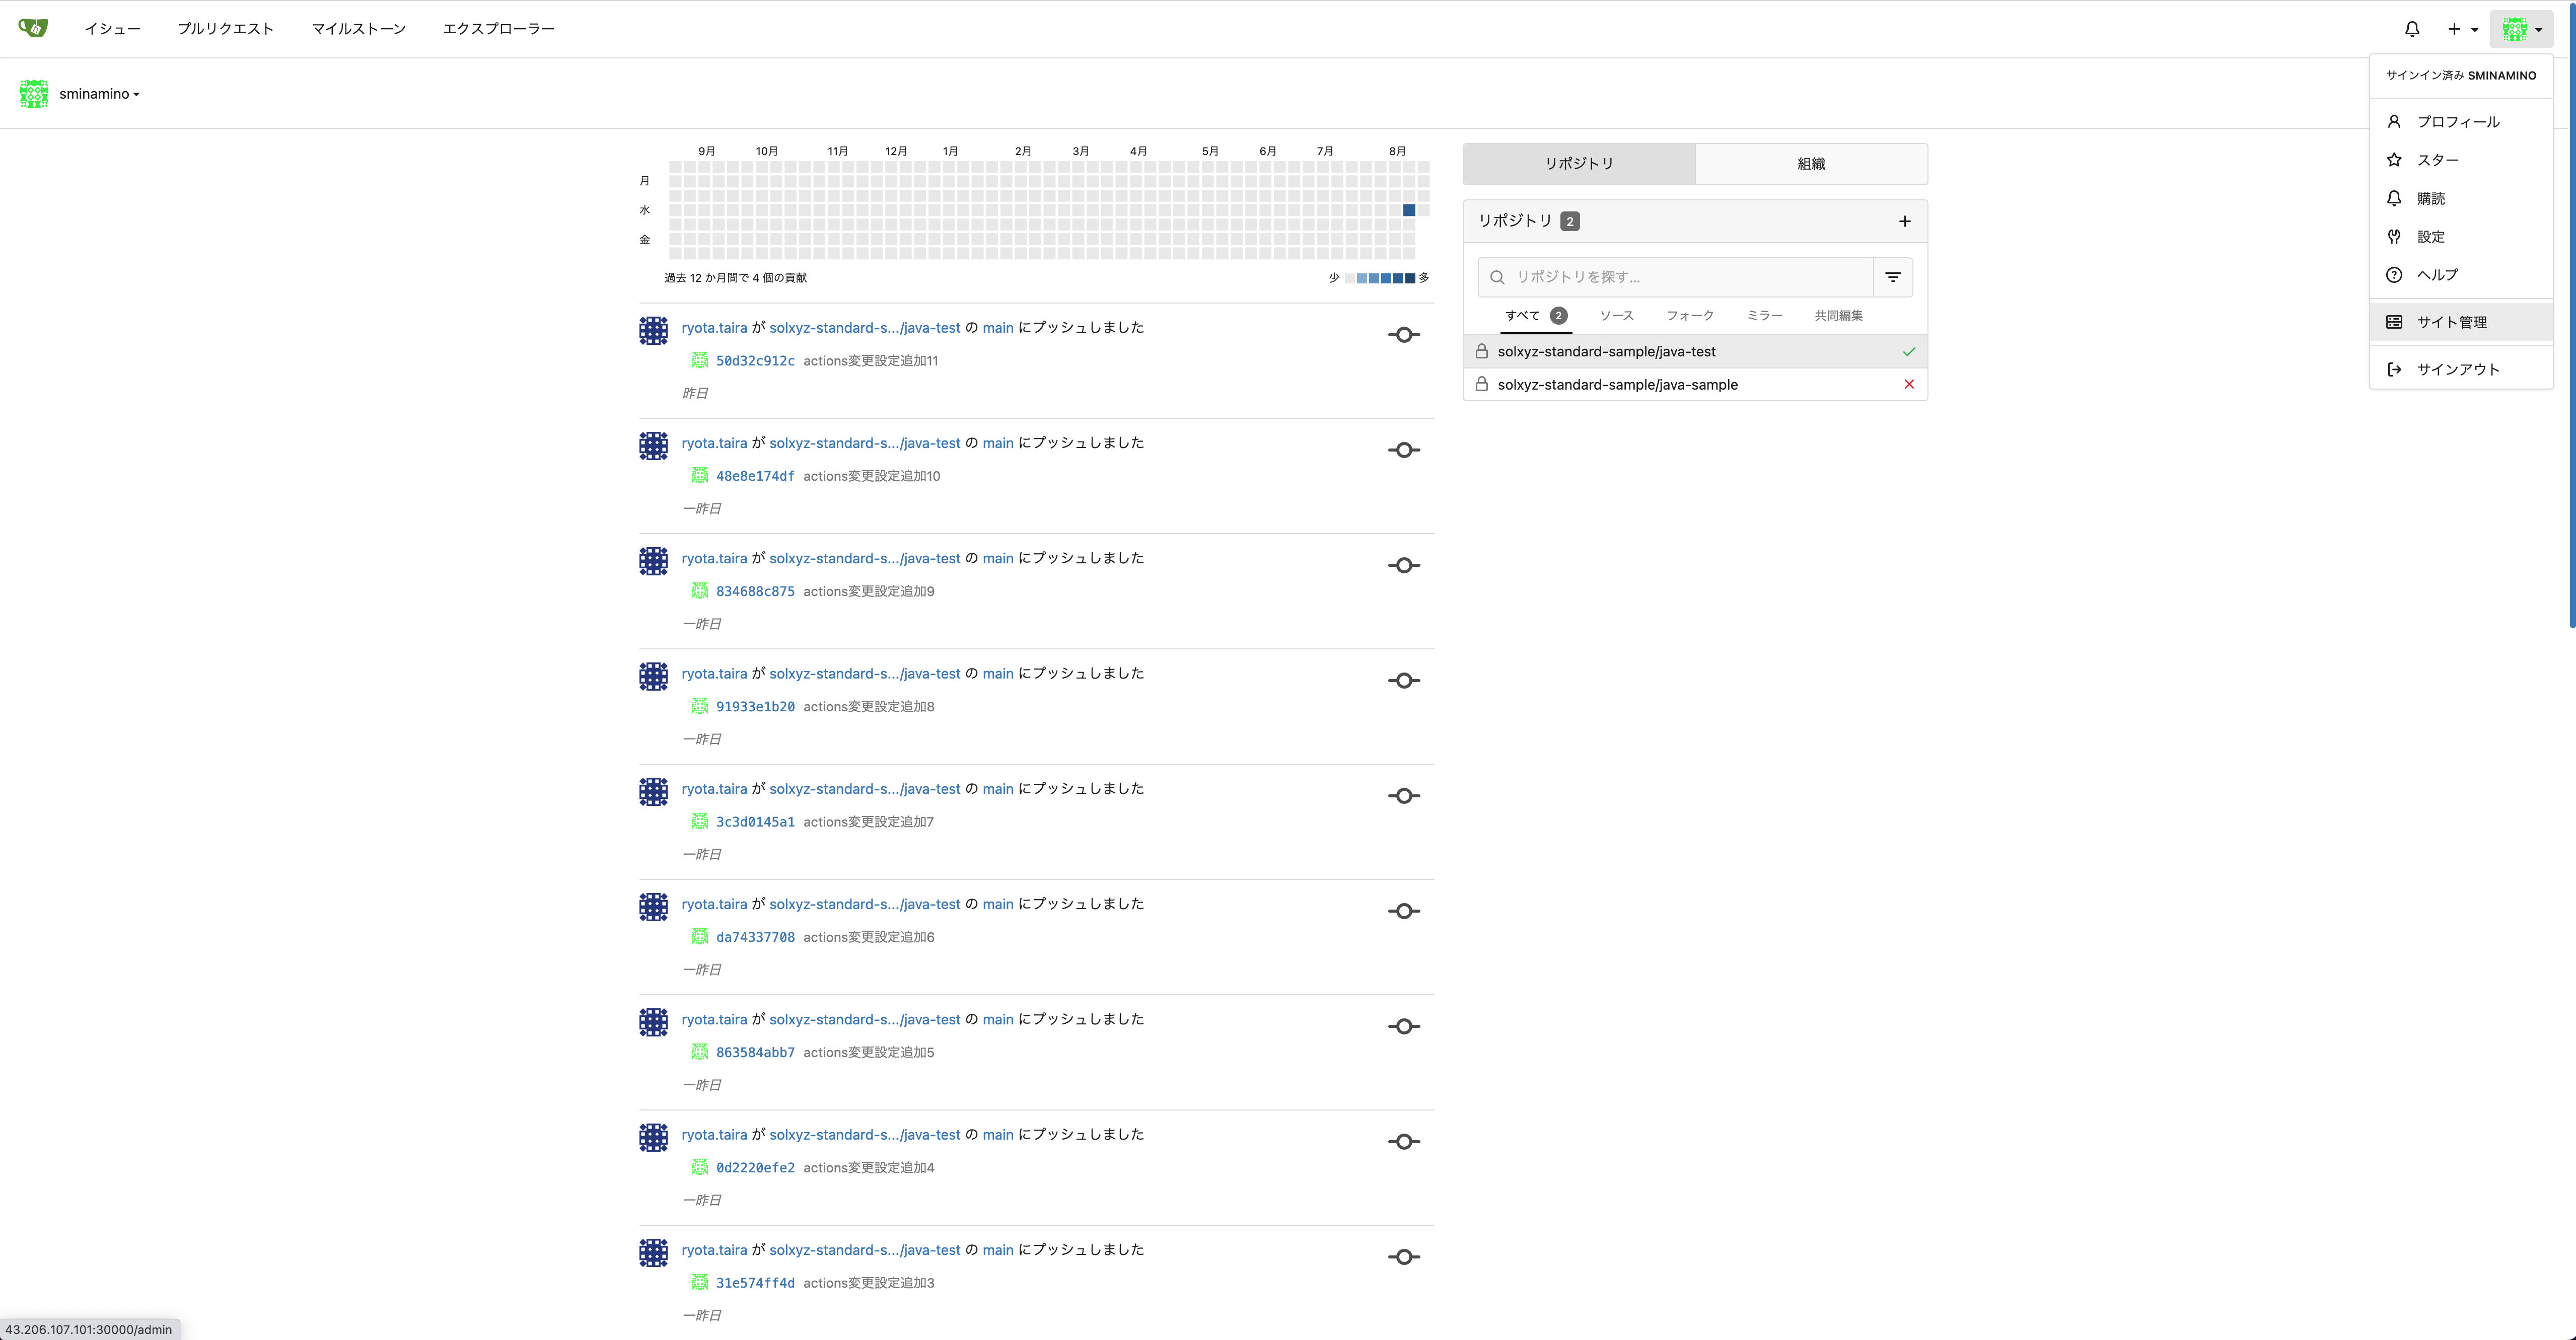 イシュー プルリクエスト マイルストーン エクスプローラー
sminamino
サインイン済み SMINAMINO
プロフィール
スター
購読
設定
ヘルプ
サイト管理
サインアウト
9月 10月 11月 12月 1月 2月 3月 4月 5月 6月 7月 8月
月
水
金
過去 12 か月間で 4 個の貢献 少 多
ryota.taira が solxyz-standard-s.../java-test の main にプッシュしました
50d32c912c actions変更設定追加11
昨日
ryota.taira が solxyz-standard-s.../java-test の main にプッシュしました
48e8e174df actions変更設定追加10
一昨日
ryota.taira が solxyz-standard-s.../java-test の main にプッシュしました
834688c875 actions変更設定追加9
一昨日
ryota.taira が solxyz-standard-s.../java-test の main にプッシュしました
91933e1b20 actions変更設定追加8
一昨日
ryota.taira が solxyz-standard-s.../java-test の main にプッシュしました
3c3d0145a1 actions変更設定追加7
一昨日
ryota.taira が solxyz-standard-s.../java-test の main にプッシュしました
da74337708 actions変更設定追加6
一昨日
ryota.taira が solxyz-standard-s.../java-test の main にプッシュしました
863584abb7 actions変更設定追加5
一昨日
ryota.taira が solxyz-standard-s.../java-test の main にプッシュしました
0d2220efe2 actions変更設定追加4
一昨日
ryota.taira が solxyz-standard-s.../java-test の main にプッシュしました
31e574ff4d actions変更設定追加3
一昨日
リポジトリ 組織
リポジトリ 2
リポジトリを探す...
すべて 2 ソース フォーク ミラー 共同編集
solxyz-standard-sample/java-test
solxyz-standard-sample/java-sample
43.206.107.101:30000/admin